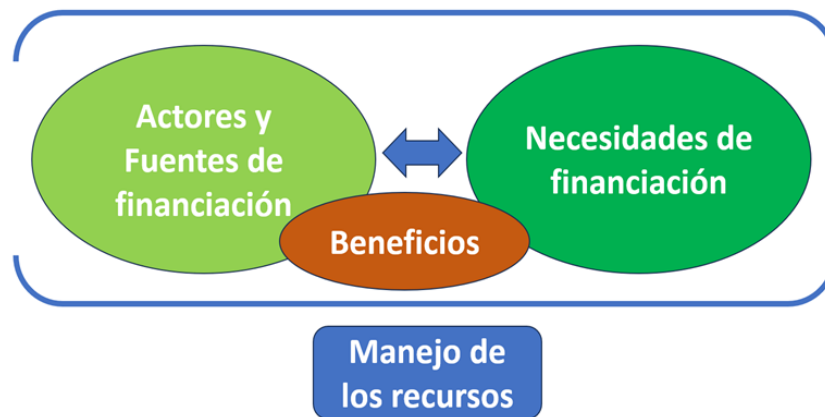 Actores y
Fuentes de
financiación
Necesidades de
financiación
Beneficios
Manejo de
los recursos